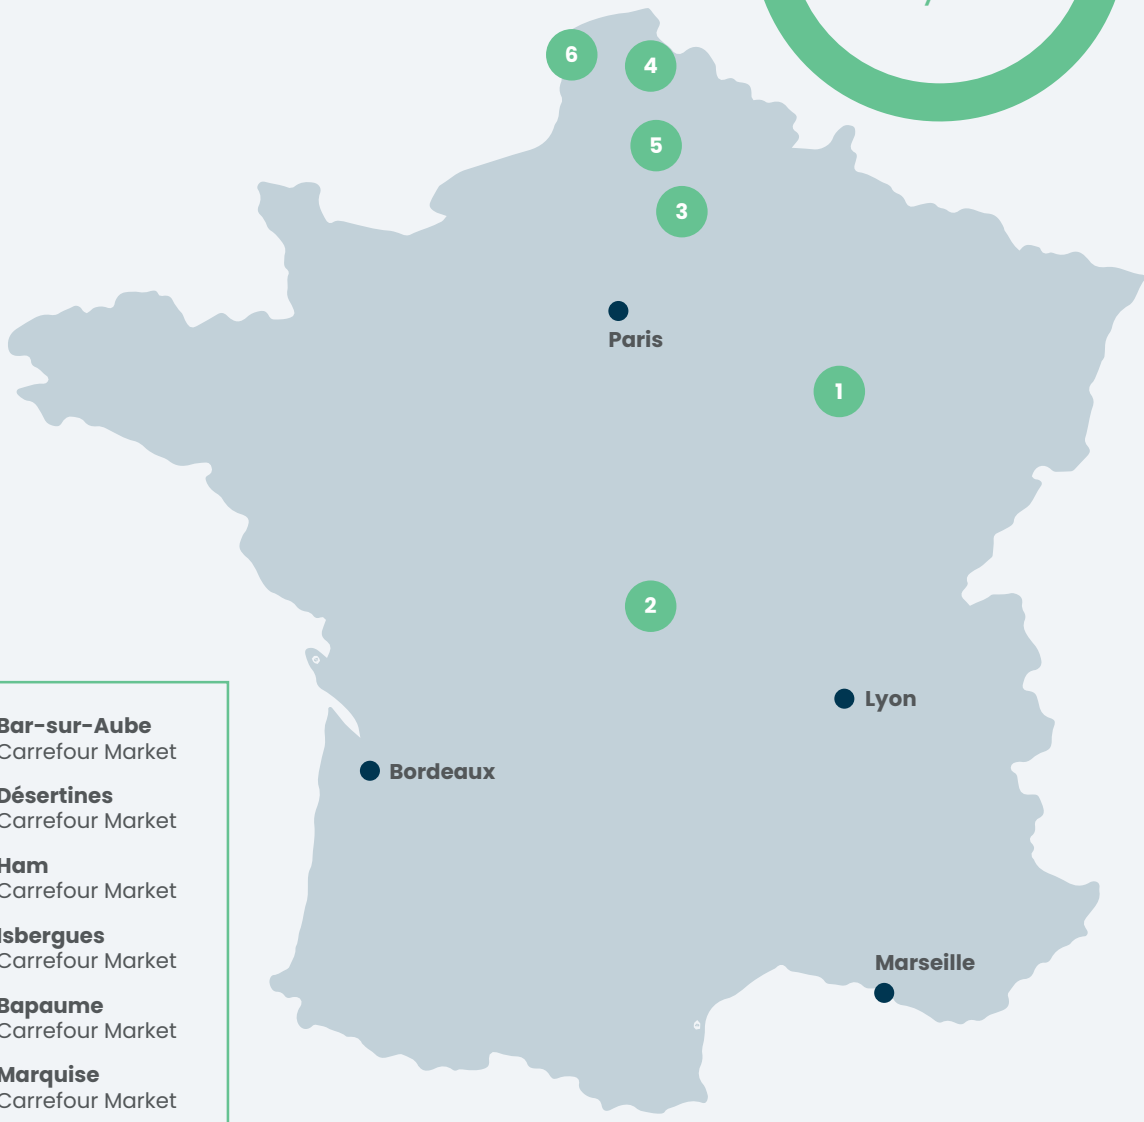 6
4
5
3
Paris
1
2
Lyon
Bordeaux
Marseille
Bar-sur-Aube
Carrefour Market
Désertines
Carrefour Market
Ham
Carrefour Market
Isbergues
Carrefour Market
Bapaume
Carrefour Market
Marquise
Carrefour Market